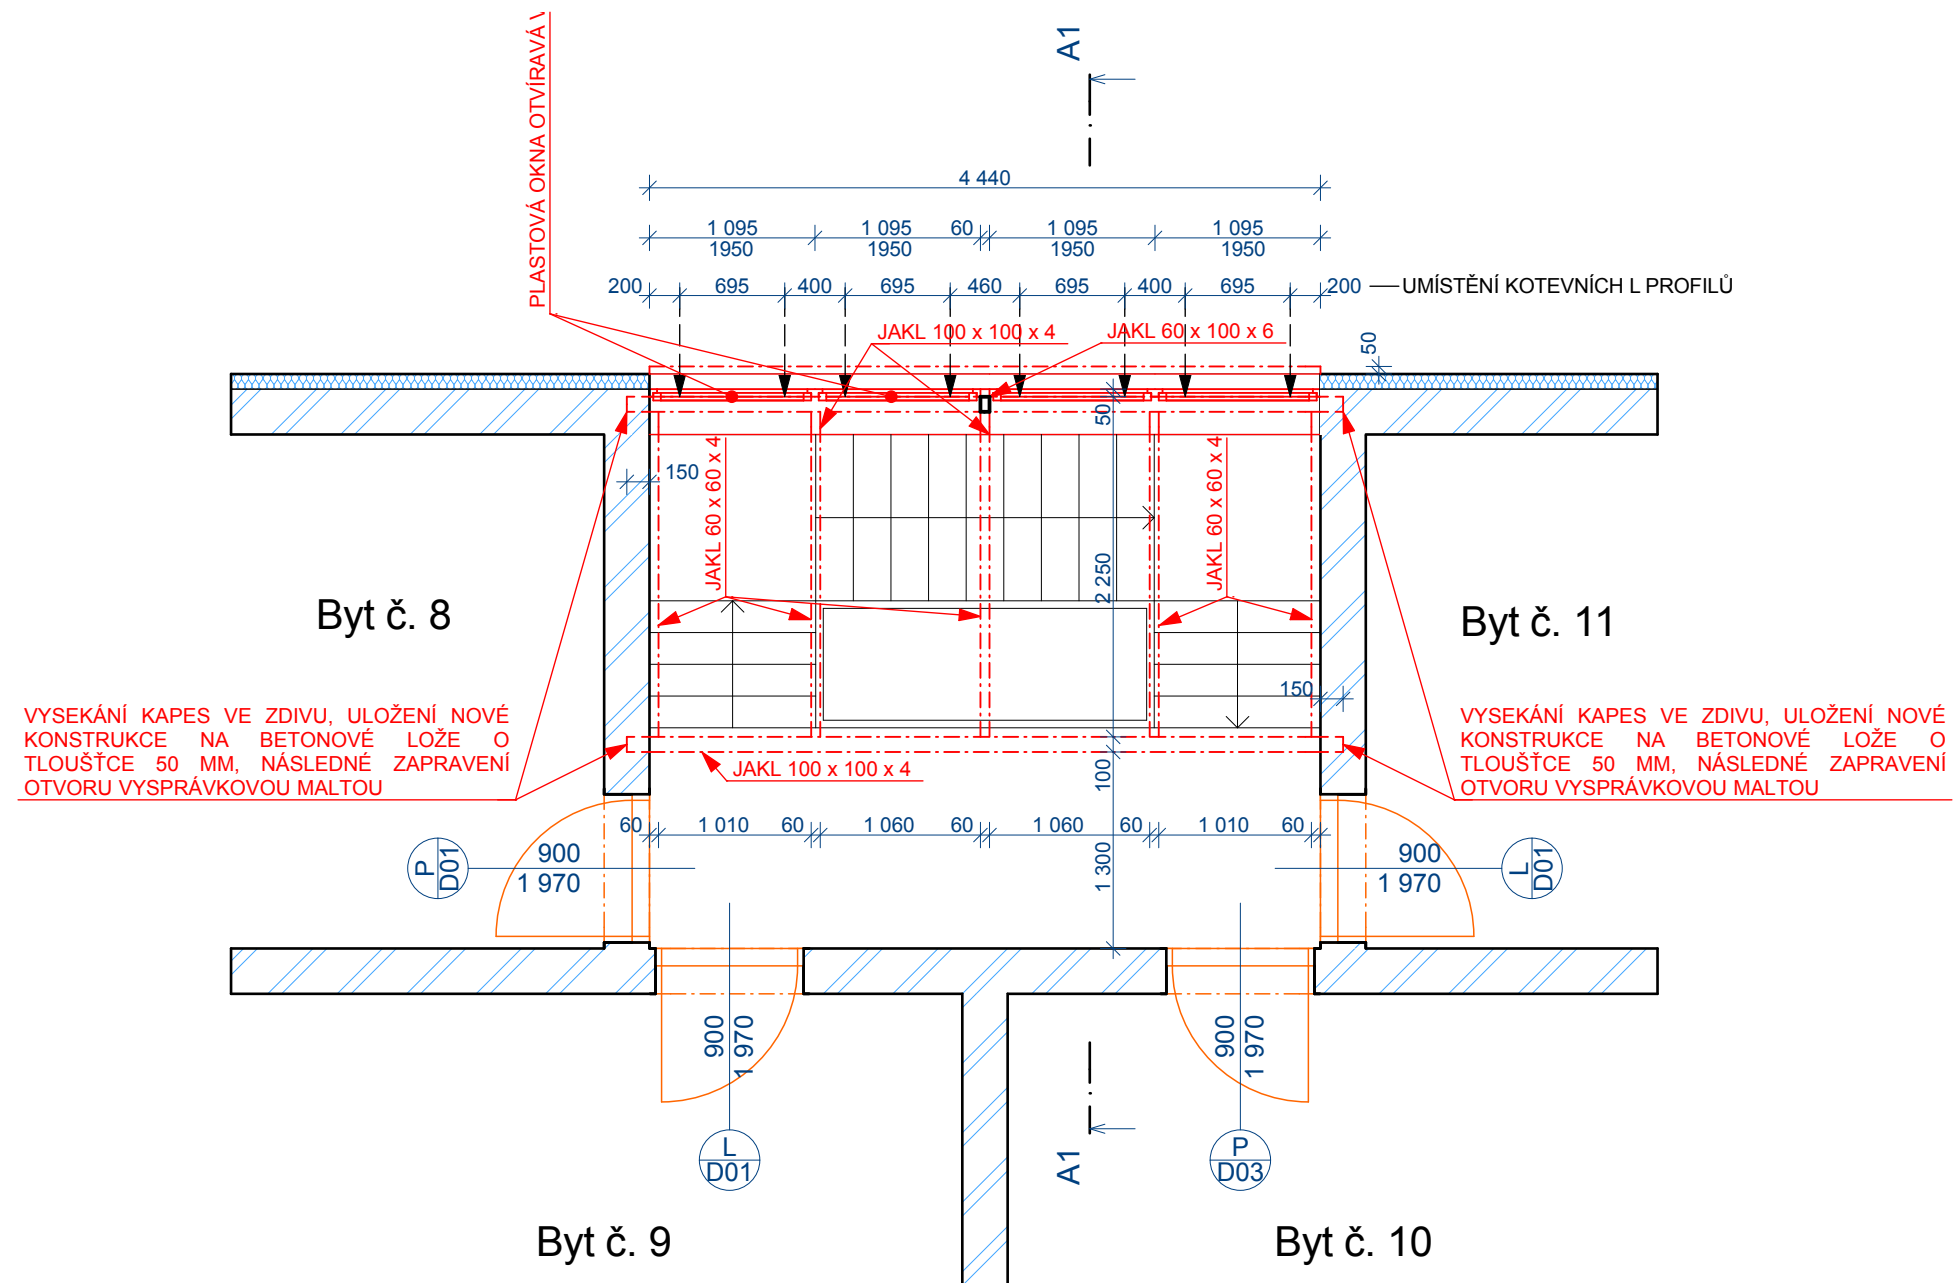 A1
PLASTOVÁ OKNA OTVÍRAVÁ
4 440
1 095 1 095 60 1 095 1 095
1950 1950 1950 1950
200 695 400 695 460 695 400 695 200 UMÍSTĚNÍ KOTEVNÍCH L PROFILŮ
JAKL 100 x 100 x 4 JAKL 60 x 100 x 6
50
50
150
JAKL 60 x 60 x 4
JAKL 60 x 60 x 4
2 250
Byt č. 8
Byt č. 11
150
VYSEKÁNÍ KAPES VE ZDIVU, ULOŽENÍ NOVÉ
KONSTRUKCE NA BETONOVÉ LOŽE O
TLOUŠŤCE 50 MM, NÁSLEDNÉ ZAPRAVENÍ
OTVORU VYSPRÁVKOVOU MALTOU
VYSEKÁNÍ KAPES VE ZDIVU, ULOŽENÍ NOVÉ
KONSTRUKCE NA BETONOVÉ LOŽE O
TLOUŠŤCE 50 MM, NÁSLEDNÉ ZAPRAVENÍ
OTVORU VYSPRÁVKOVOU MALTOU
JAKL 100 x 100 x 4
100
60 1 010 60 1 060 60 1 060 60 1 010 60
1 300
P
D01
900
1 970
900
1 970
L
D01
900
1 970
900
1 970
L
D01
A1
P
D03
Byt č. 9
Byt č. 10